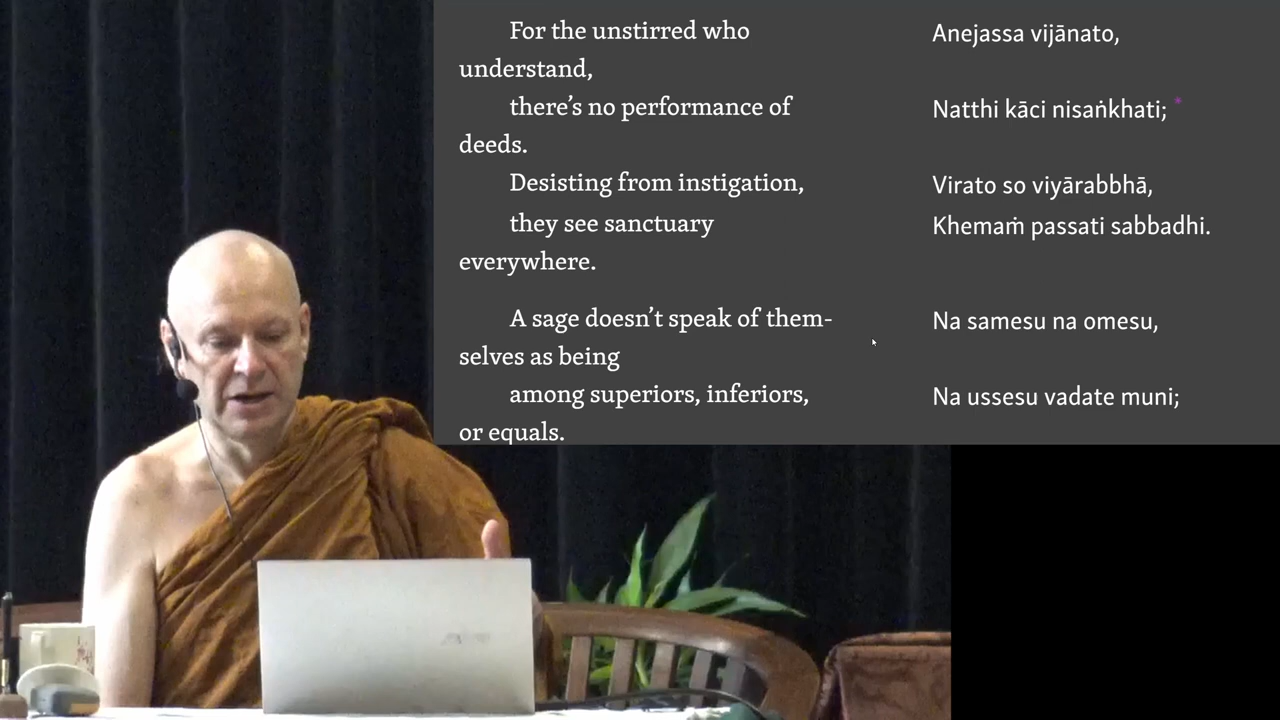 For the unstirred who
understand,
there’s no performance of
deeds.
Desisting from instigation,
they see sanctuary
everywhere.
A sage doesn’t speak of them-
selves as being
among superiors, inferiors,
or equals.
Anejassa vijānato,
Natthi kāci nisaṅkhati;
Virato so viyārabbhā,
Khemaṁ passati sabbadhi.
Na samesu na omesu,
Na ussesu vadate muni;